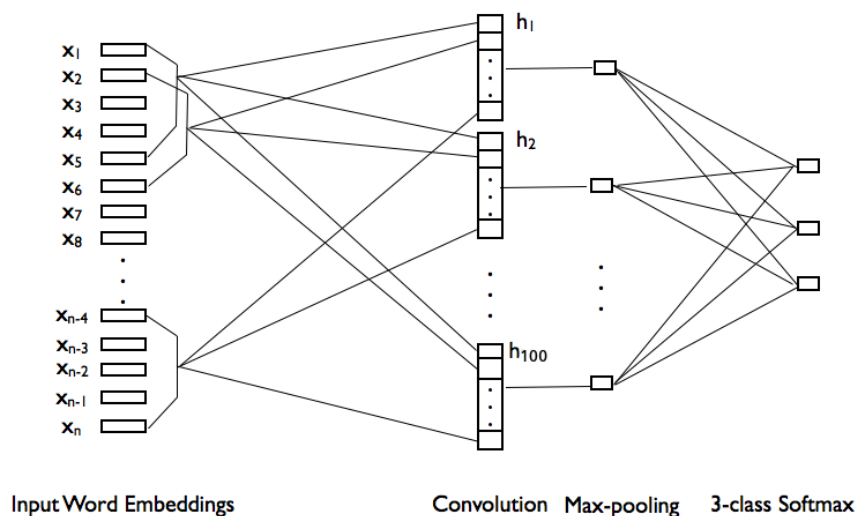 x1
x2
x3
x4
x5
x6
x7
x8
xn-4
xn-3
xn-2
xn-1
xn
h1
h2
h100
Input Word Embeddings
Convolution
Max-pooling
3-class Softmax